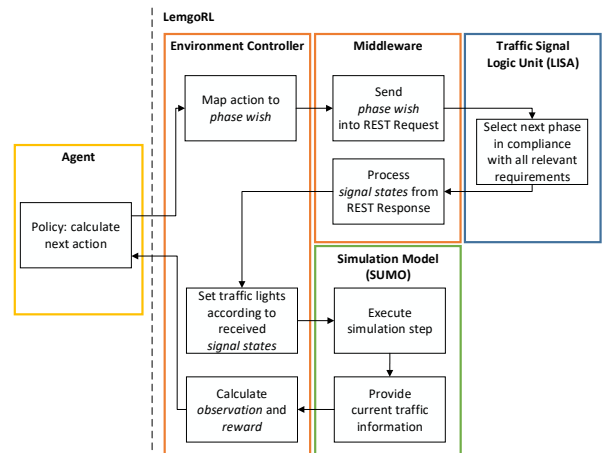 LemgoRL
Environment Controller
Middleware
Traffic Signal
Logic Unit (LISA)
Map action to
phase wish
Send
phase wish
into REST Request
Select next phase
in compliance
with all relevant
requirements
Agent
Process
signal states from
REST Response
Policy: calculate
next action
Simulation Model
(SUMO)
Set traffic lights
according to
received
signal states
Execute
simulation step
Calculate
observation and
reward
Provide
current traffic
information